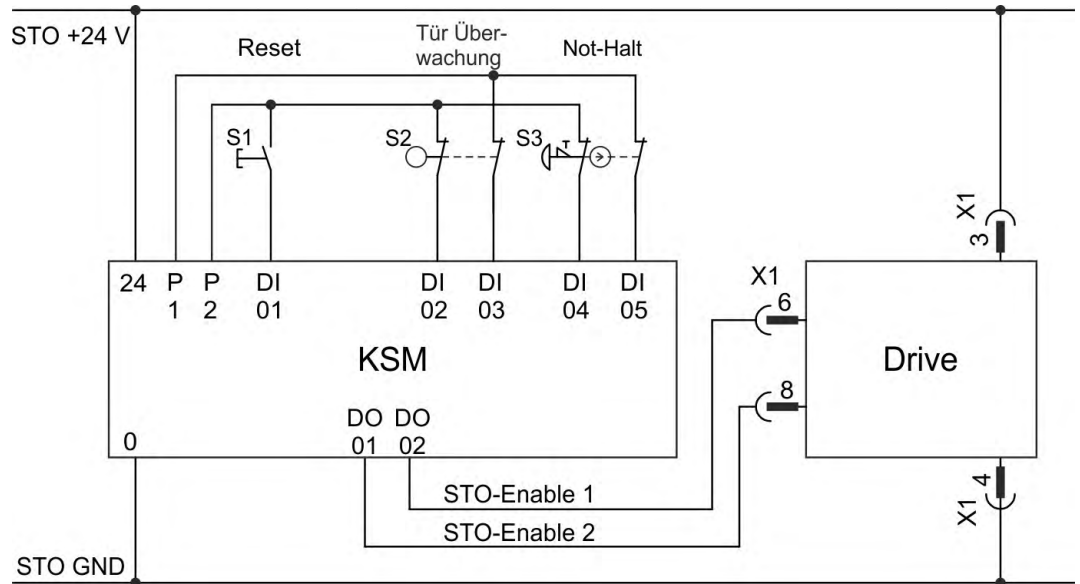 STO +24 V
Reset
Tür Über-
wachung
Not-Halt
S1
S2
S3
X1
3
24 P P DI DI DI DI DI
1 2 01 02 03 04 05
X1
6
KSM
Drive
8
DO DO
0
01 02
4
X1
STO-Enable 1
STO-Enable 2
STO GND